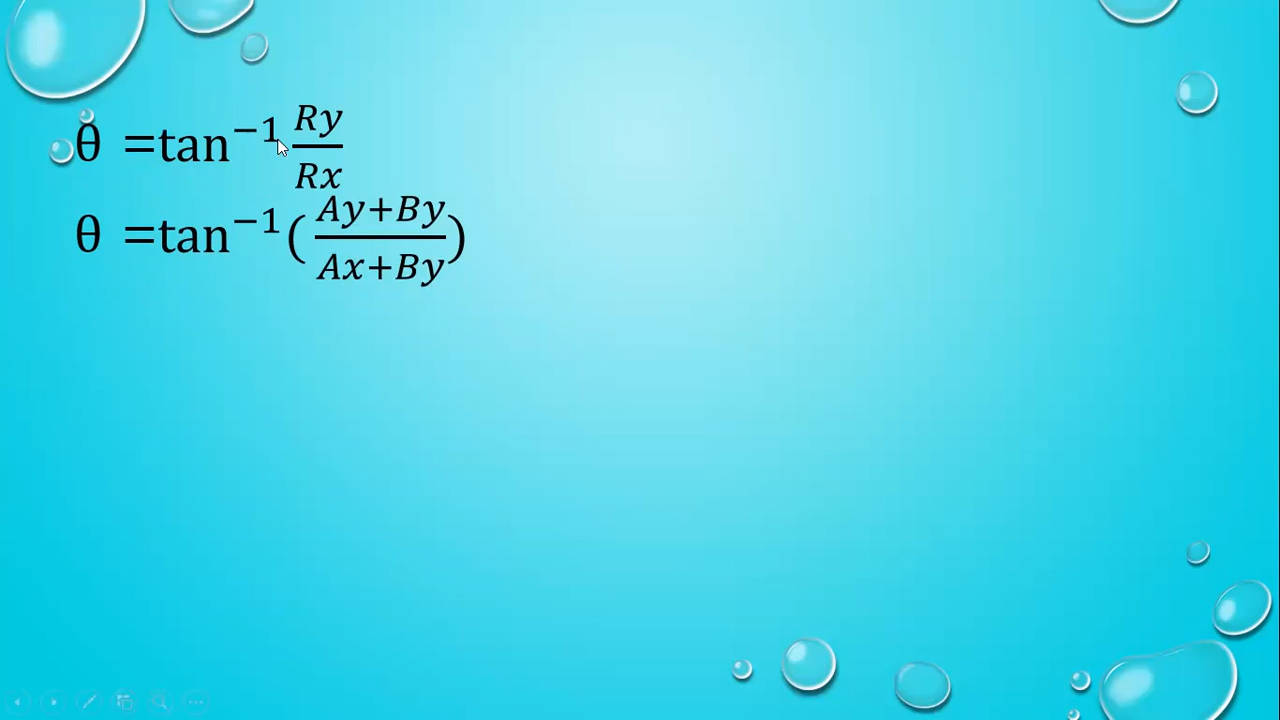 θ =tan⁻¹ Ry/Rx
θ =tan⁻¹(Ay+By/Ax+By)